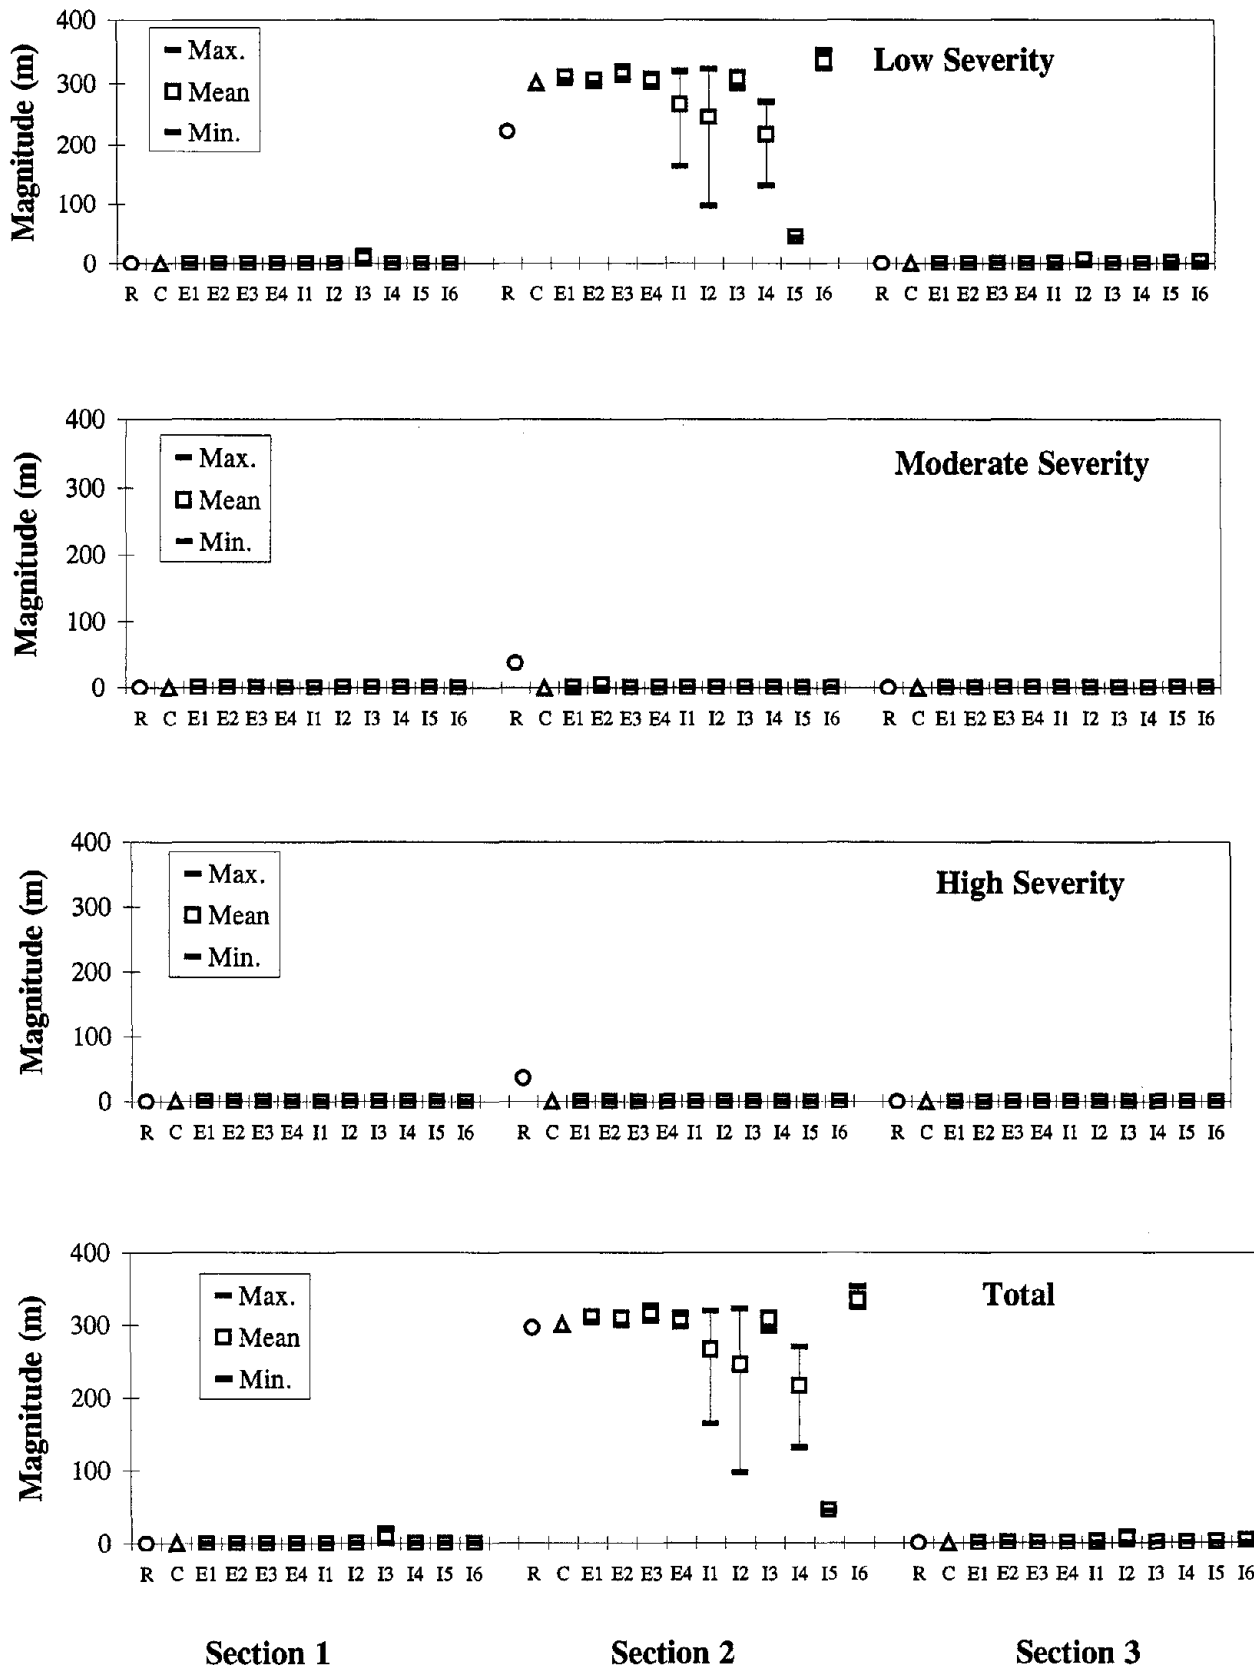 Magnitude (m)
400
300
200
100
0
Max.
Mean
Min.
Low Severity
R C E1 E2 E3 E4 I1 I2 I3 I4 I5 I6 R C E1 E2 E3 E4 I1 I2 I3 I4 I5 I6 R C E1 E2 E3 E4 I1 I2 I3 I4 I5 I6
Magnitude (m)
400
300
200
100
0
Max.
Mean
Min.
Moderate Severity
R C E1 E2 E3 E4 I1 I2 I3 I4 I5 I6 R C E1 E2 E3 E4 I1 I2 I3 I4 I5 I6 R C E1 E2 E3 E4 I1 I2 I3 I4 I5 I6
Magnitude (m)
400
300
200
100
0
Max.
Mean
Min.
High Severity
R C E1 E2 E3 E4 I1 I2 I3 I4 I5 I6 R C E1 E2 E3 E4 I1 I2 I3 I4 I5 I6 R C E1 E2 E3 E4 I1 I2 I3 I4 I5 I6
Magnitude (m)
400
300
200
100
0
Max.
Mean
Min.
Total
R C E1 E2 E3 E4 I1 I2 I3 I4 I5 I6 R C E1 E2 E3 E4 I1 I2 I3 I4 I5 I6 R C E1 E2 E3 E4 I1 I2 I3 I4 I5 I6
Section 1 Section 2 Section 3